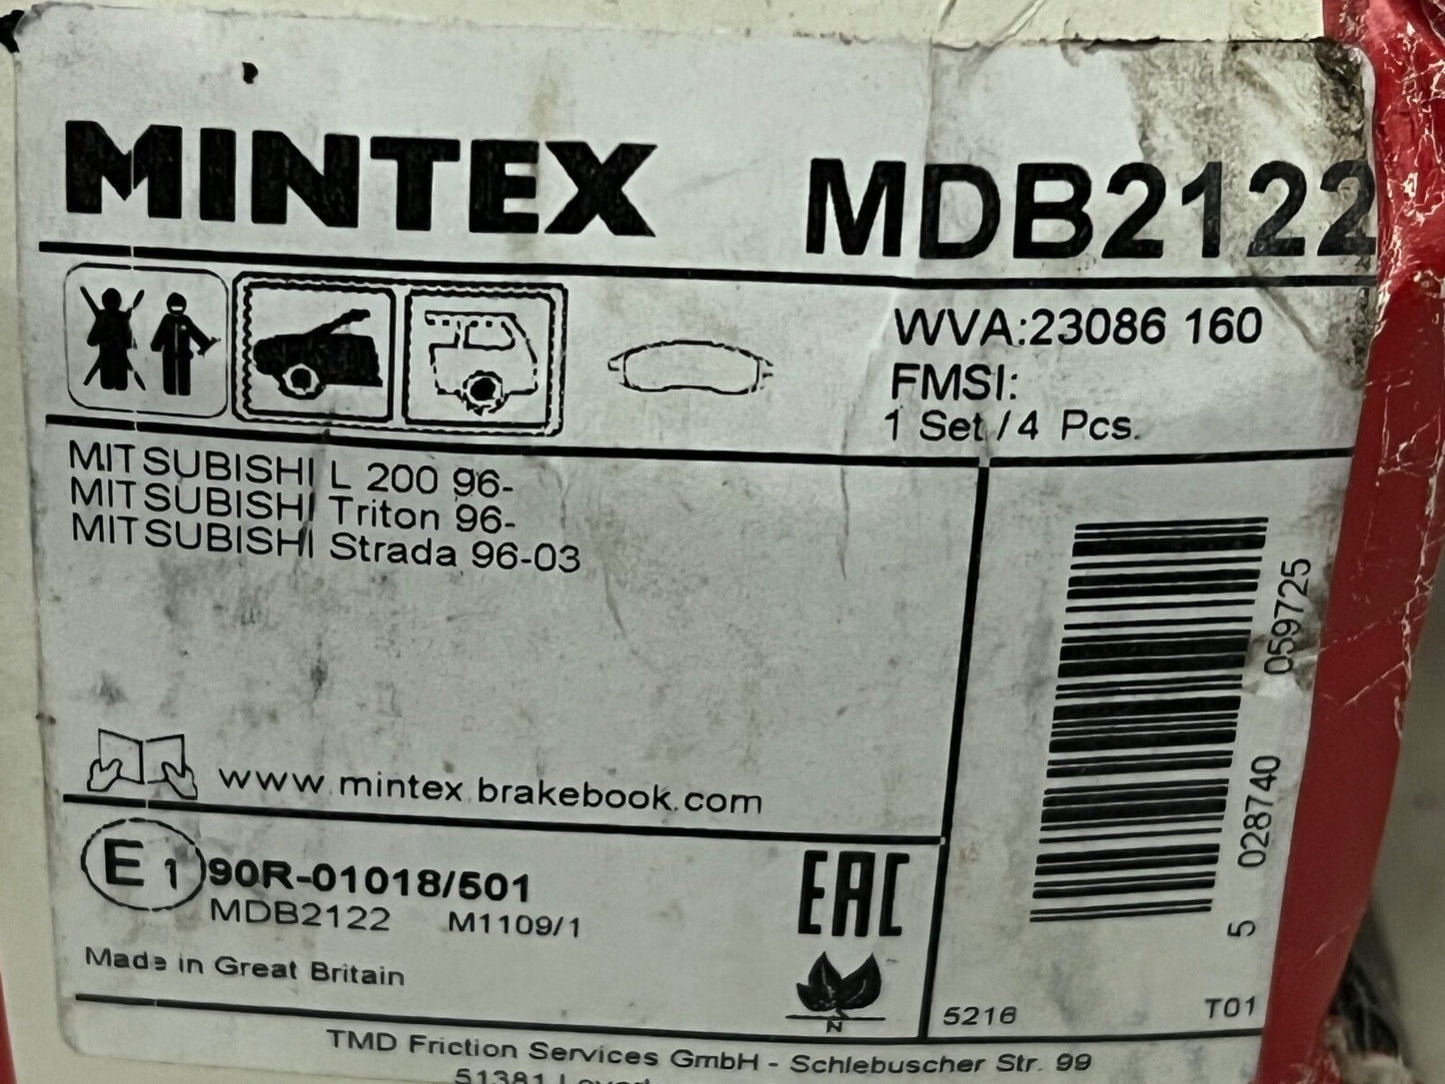 MINTEX MDB2122
WVA:23086 160
FMSI:
1 Set / 4 Pcs.
MITSUBISHI L 200 96-
MITSUBISHI Triton 96-
MITSUBISHI Strada 96-03
www.mintex.brakebook.com
E1 90R-01018/501
MDB2122 M1109/1
Made in Great Britain
EAC
N
5 028740 059725
5216 T01
TMD Friction Services GmbH - Schlebuscher Str. 99
51381